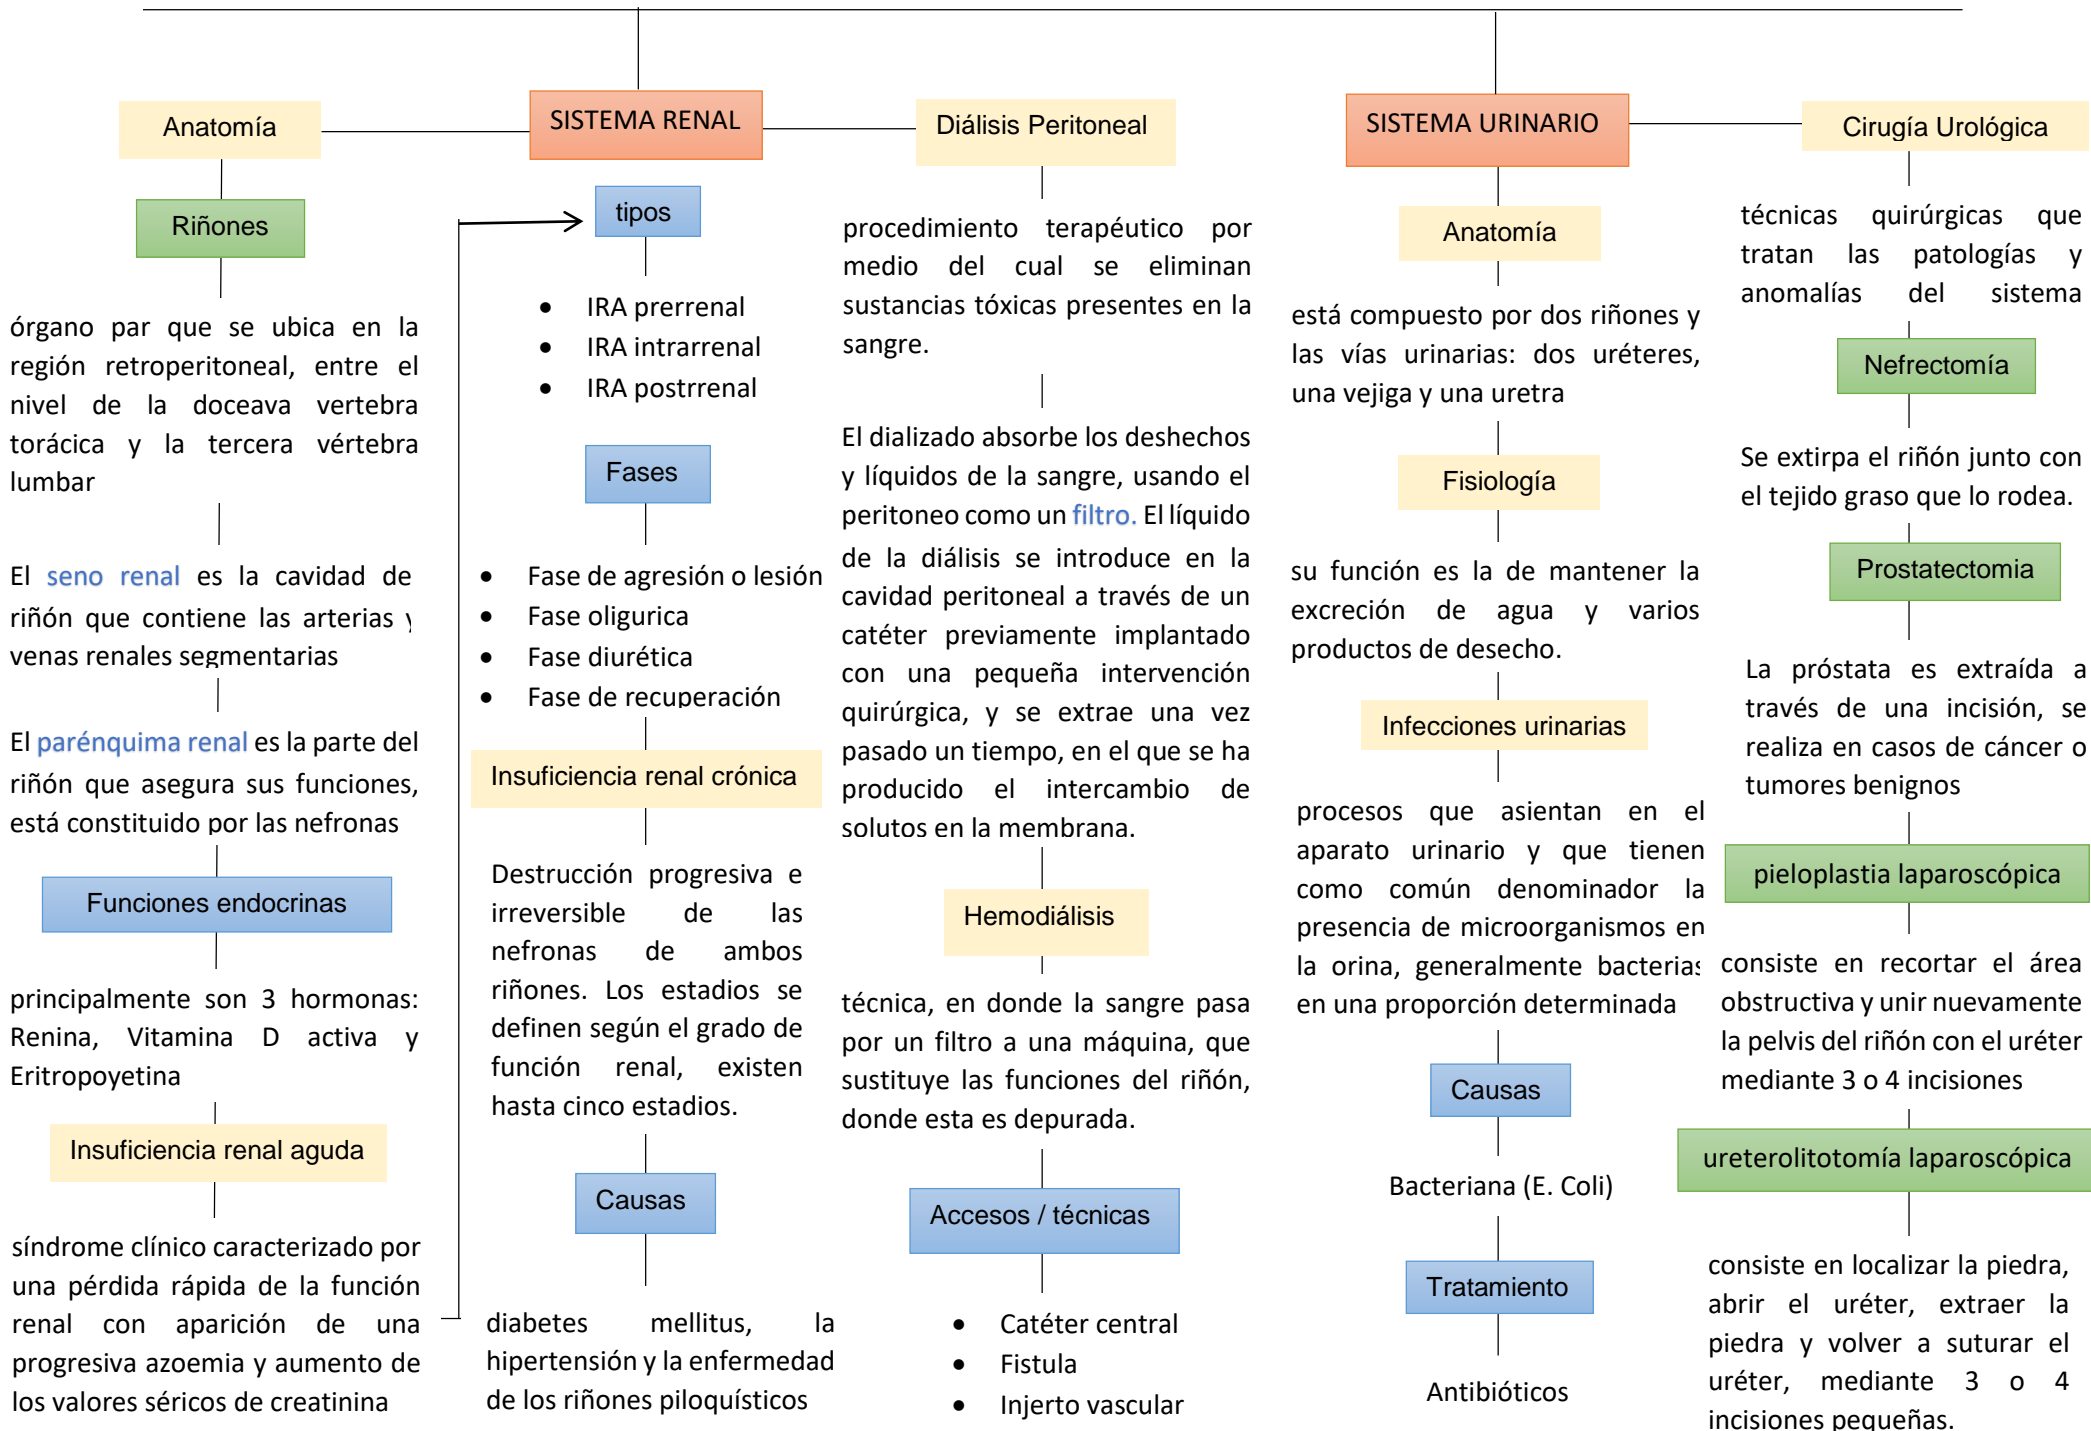 Anatomía
Riñones
órgano par que se ubica en la
región retroperitoneal, entre el
nivel de la doceava vertebra
torácica y la tercera vértebra
lumbar
El seno renal es la cavidad de
riñón que contiene las arterias y
venas renales segmentarias
El parénquima renal es la parte del
riñón que asegura sus funciones,
está constituido por las nefronas
Funciones endocrinas
principalmente son 3 hormonas:
Renina, Vitamina D activa y
Eritropoyetina
Insuficiencia renal aguda
síndrome clínico caracterizado por
una pérdida rápida de la función
renal con aparición de una
progresiva azoemia y aumento de
los valores séricos de creatinina
SISTEMA RENAL
tipos
• IRA prerrenal
• IRA intrarrenal
• IRA postrrenal
Fases
• Fase de agresión o lesión
• Fase oligurica
• Fase diurética
• Fase de recuperación
Insuficiencia renal crónica
Destrucción progresiva e
irreversible de las
nefronas de ambos
riñones. Los estadios se
definen según el grado de
función renal, existen
hasta cinco estadios.
Causas
diabetes mellitus, la
hipertensión y la enfermedad
de los riñones piloquísticos
Diálisis Peritoneal
procedimiento terapéutico por
medio del cual se eliminan
sustancias tóxicas presentes en la
sangre.
El dializado absorbe los deshechos
y líquidos de la sangre, usando el
peritoneo como un filtro. El líquido
de la diálisis se introduce en la
cavidad peritoneal a través de un
catéter previamente implantado
con una pequeña intervención
quirúrgica, y se extrae una vez
pasado un tiempo, en el que se ha
producido el intercambio de
solutos en la membrana.
Hemodiálisis
técnica, en donde la sangre pasa
por un filtro a una máquina, que
sustituye las funciones del riñón,
donde esta es depurada.
Accesos / técnicas
• Catéter central
• Fistula
• Injerto vascular
SISTEMA URINARIO
Anatomía
está compuesto por dos riñones y
las vías urinarias: dos uréteres,
una vejiga y una uretra
Fisiología
su función es la de mantener la
excreción de agua y varios
productos de desecho.
Infecciones urinarias
procesos que asientan en el
aparato urinario y que tienen
como común denominador la
presencia de microorganismos en
la orina, generalmente bacterias
en una proporción determinada
Causas
Bacteriana (E. Coli)
Tratamiento
Antibióticos
Cirugía Urológica
técnicas quirúrgicas que
tratan las patologías y
anomalías del sistema
Nefrectomía
Se extirpa el riñón junto con
el tejido graso que lo rodea.
Prostatectomia
La próstata es extraída a
través de una incisión, se
realiza en casos de cáncer o
tumores benignos
pieloplastia laparoscópica
consiste en recortar el área
obstructiva y unir nuevamente
la pelvis del riñón con el uréter
mediante 3 o 4 incisiones
ureterolitotomía laparoscópica
consiste en localizar la piedra,
abrir el uréter, extraer la
piedra y volver a suturar el
uréter, mediante 3 o 4
incisiones pequeñas.